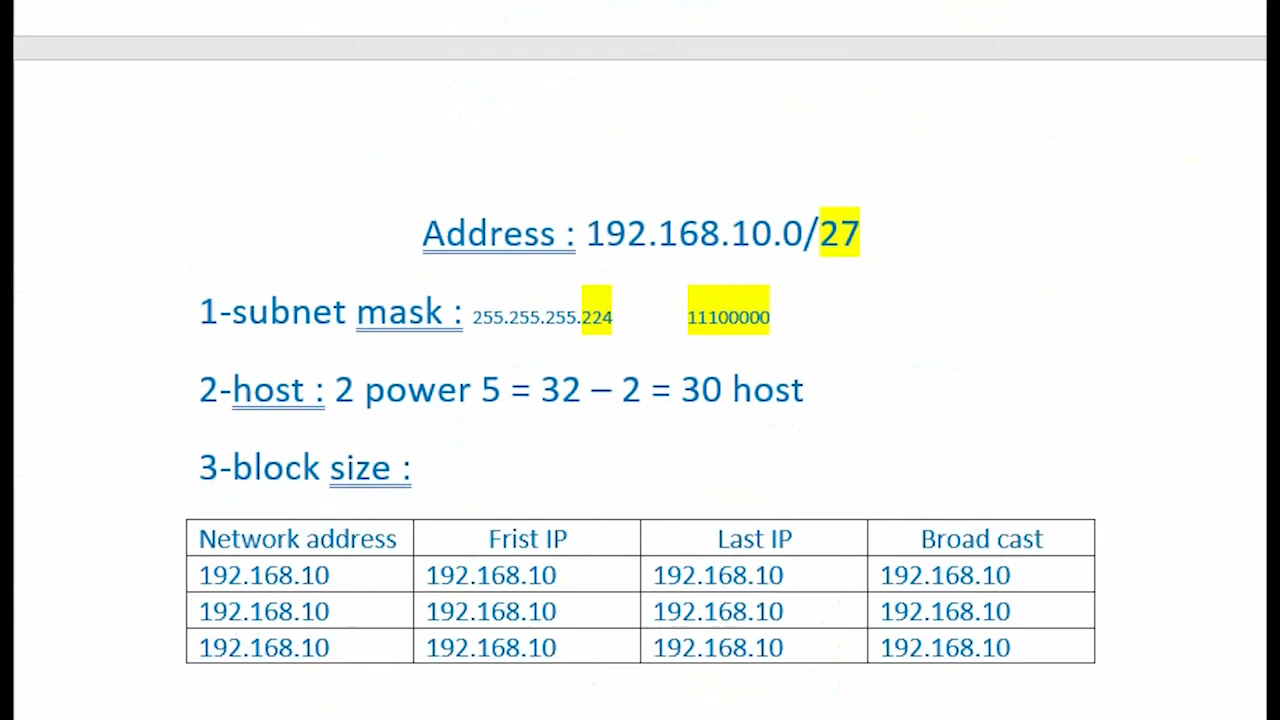 Address : 192.168.10.0/27
1-subnet mask : 255.255.255.224 11100000
2-host : 2 power 5 = 32 – 2 = 30 host
3-block size :
Network address Frist IP Last IP Broad cast
192.168.10 192.168.10 192.168.10 192.168.10
192.168.10 192.168.10 192.168.10 192.168.10
192.168.10 192.168.10 192.168.10 192.168.10